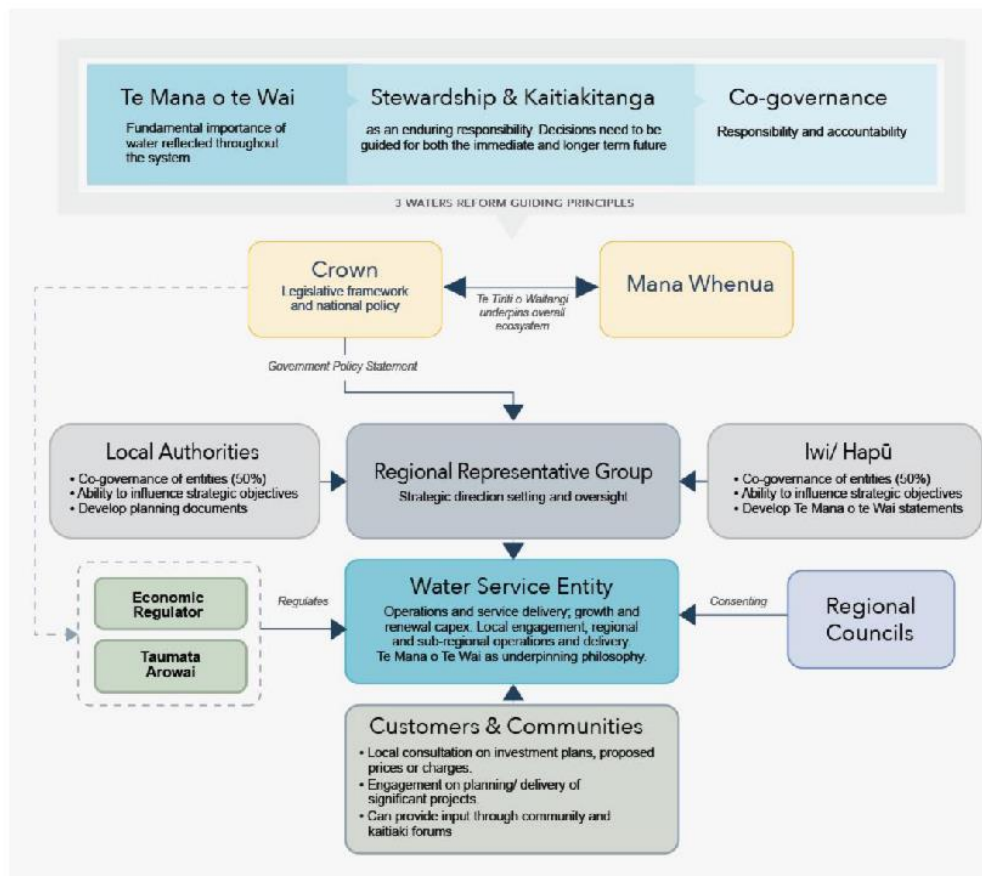 Te Mana o te Wai
Fundamental importance of
water reflected throughout
the system
Stewardship & Kaitiakitanga
as an enduring responsibility. Decisions need to be
guided for both the immediate and longer term future
Co-governance
Responsibility and accountability
3 WATERS REFORM GUIDING PRINCIPLES
Crown
Legislative framework
and national policy
Te Tiriti o Waitangi
underpins overall
ecosystem
Mana Whenua
Government Policy Statement
Local Authorities
• Co-governance of entities (50%)
• Ability to influence strategic objectives
• Develop planning documents
Regional Representative Group
Strategic direction setting and oversight
Iwi/ Hapū
• Co-governance of entities (50%)
• Ability to influence strategic objectives
• Develop Te Mana o te Wai statements
Economic
Regulator
Taumata
Arowai
Regulates
Water Service Entity
Operations and service delivery; growth and
renewal capex. Local engagement, regional
and sub-regional operations and delivery.
Te Mana o Te Wai as underpinning philosophy.
Consenting
Regional
Councils
Customers & Communities
• Local consultation on investment plans, proposed
prices or charges.
• Engagement on planning/ delivery of
significant projects.
• Can provide input through community and
kaitiaki forums